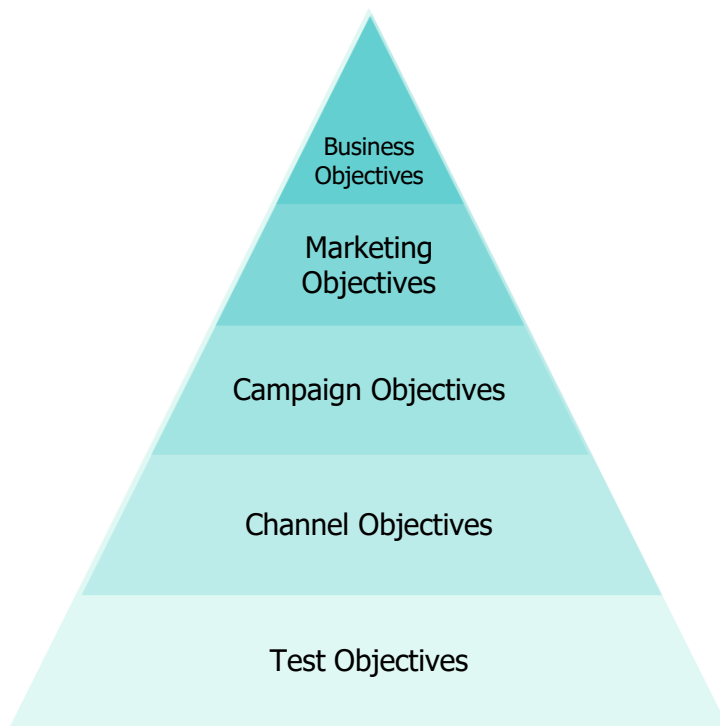 Business
Objectives
Marketing
Objectives
Campaign Objectives
Channel Objectives
Test Objectives